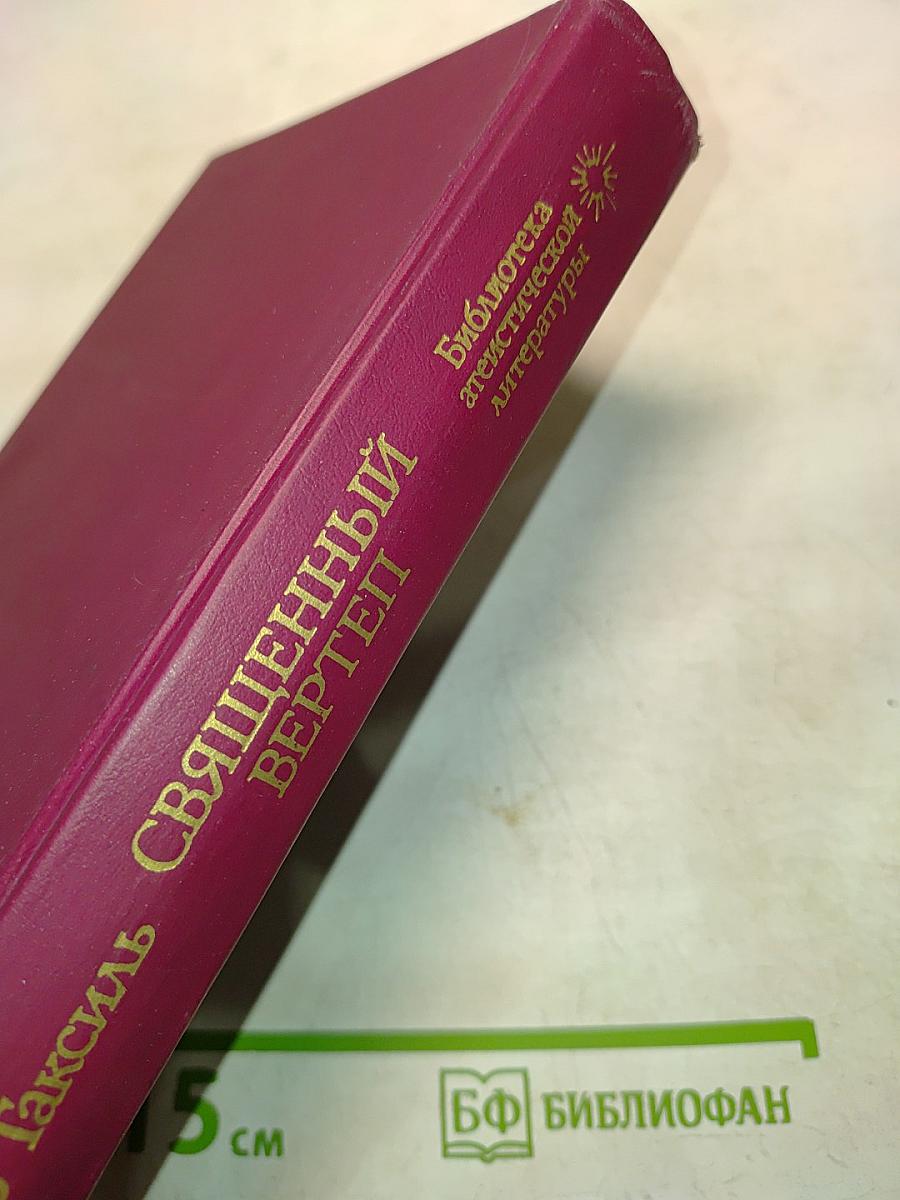 Таксиль
СВЯЩЕННЫЙ
ВЕРТЕП
Библиотека
атеистической
литературы
15 см
БФ БИБЛИОФАН